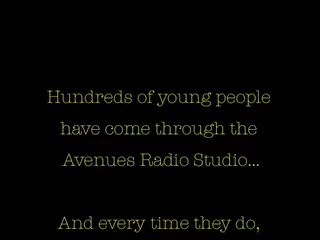 Hundreds of young people
have come through the
Avenues Radio Studio...
And every time they do,